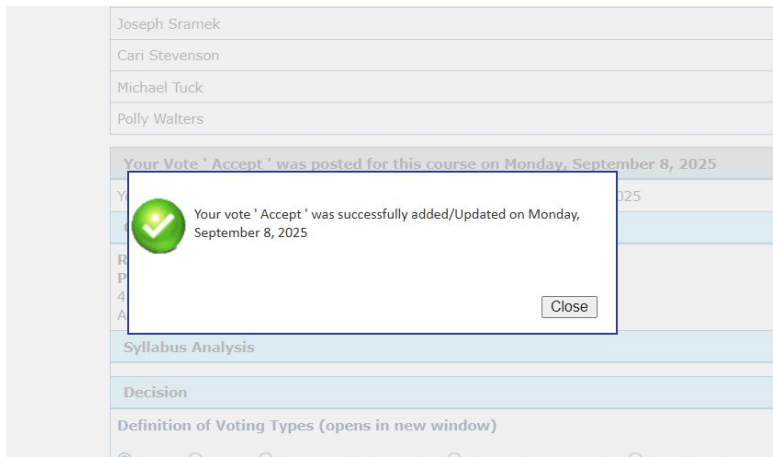 Joseph Sramek
Cari Stevenson
Michael Tuck
Polly Walters
Your Vote ' Accept ' was posted for this course on Monday, September 8, 2025
Your vote ' Accept ' was successfully added/Updated on Monday,
September 8, 2025
Close
Syllabus Analysis
Decision
Definition of Voting Types (opens in new window)